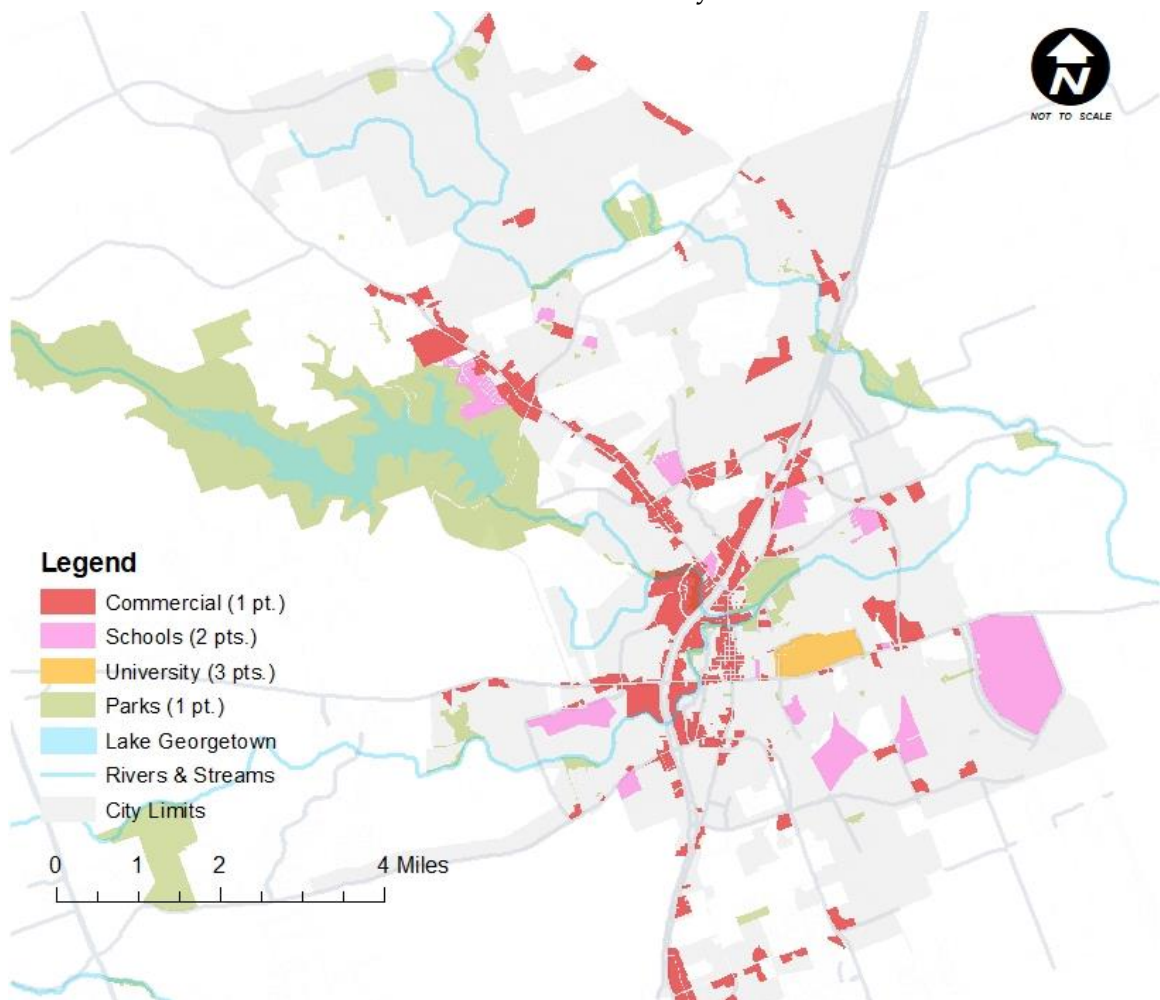 N
NOT TO SCALE
Legend
Commercial (1 pt.)
Schools (2 pts.)
University (3 pts.)
Parks (1 pt.)
Lake Georgetown
Rivers & Streams
City Limits
0 1 2 4 Miles